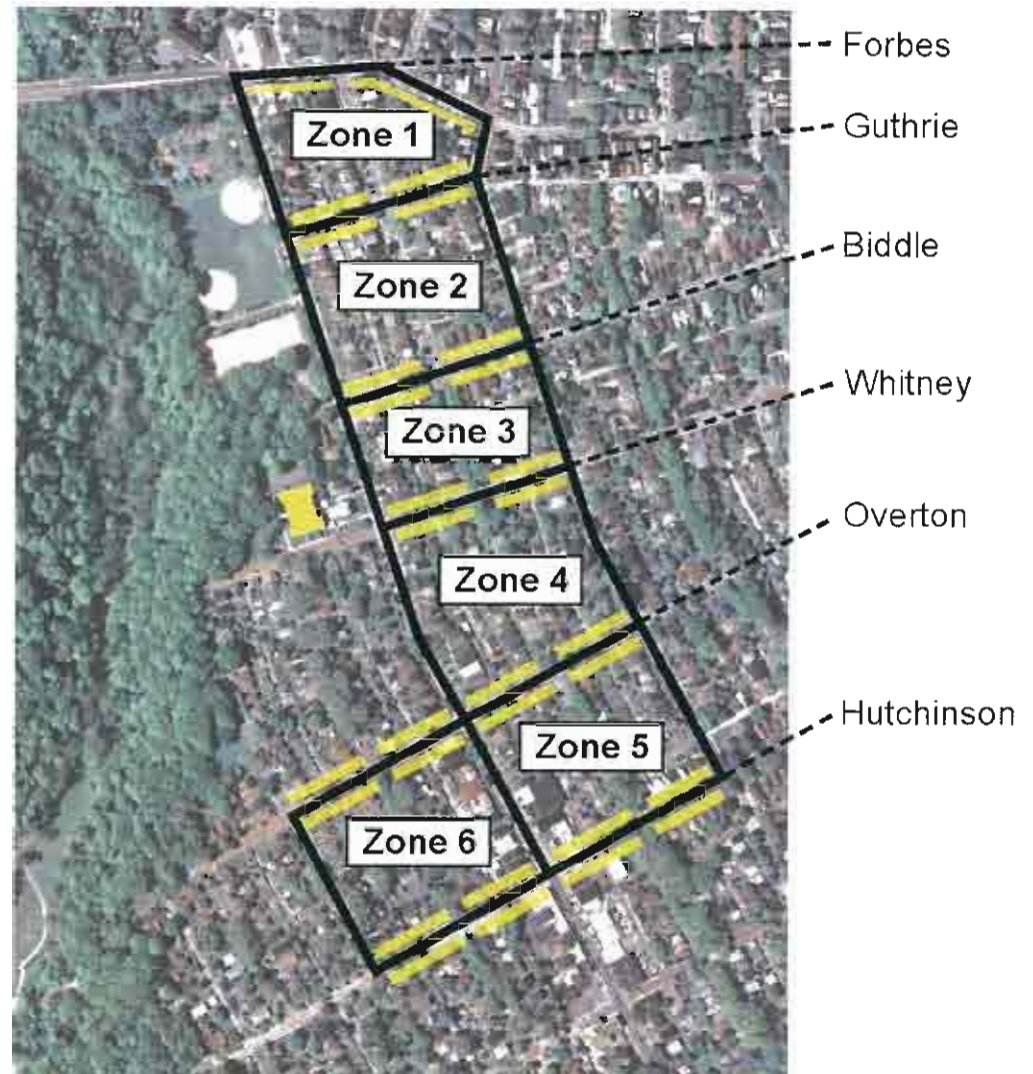 Forbes
Guthrie
Zone 1
Biddle
Zone 2
Whitney
Zone 3
Overton
Zone 4
Hutchinson
Zone 5
Zone 6